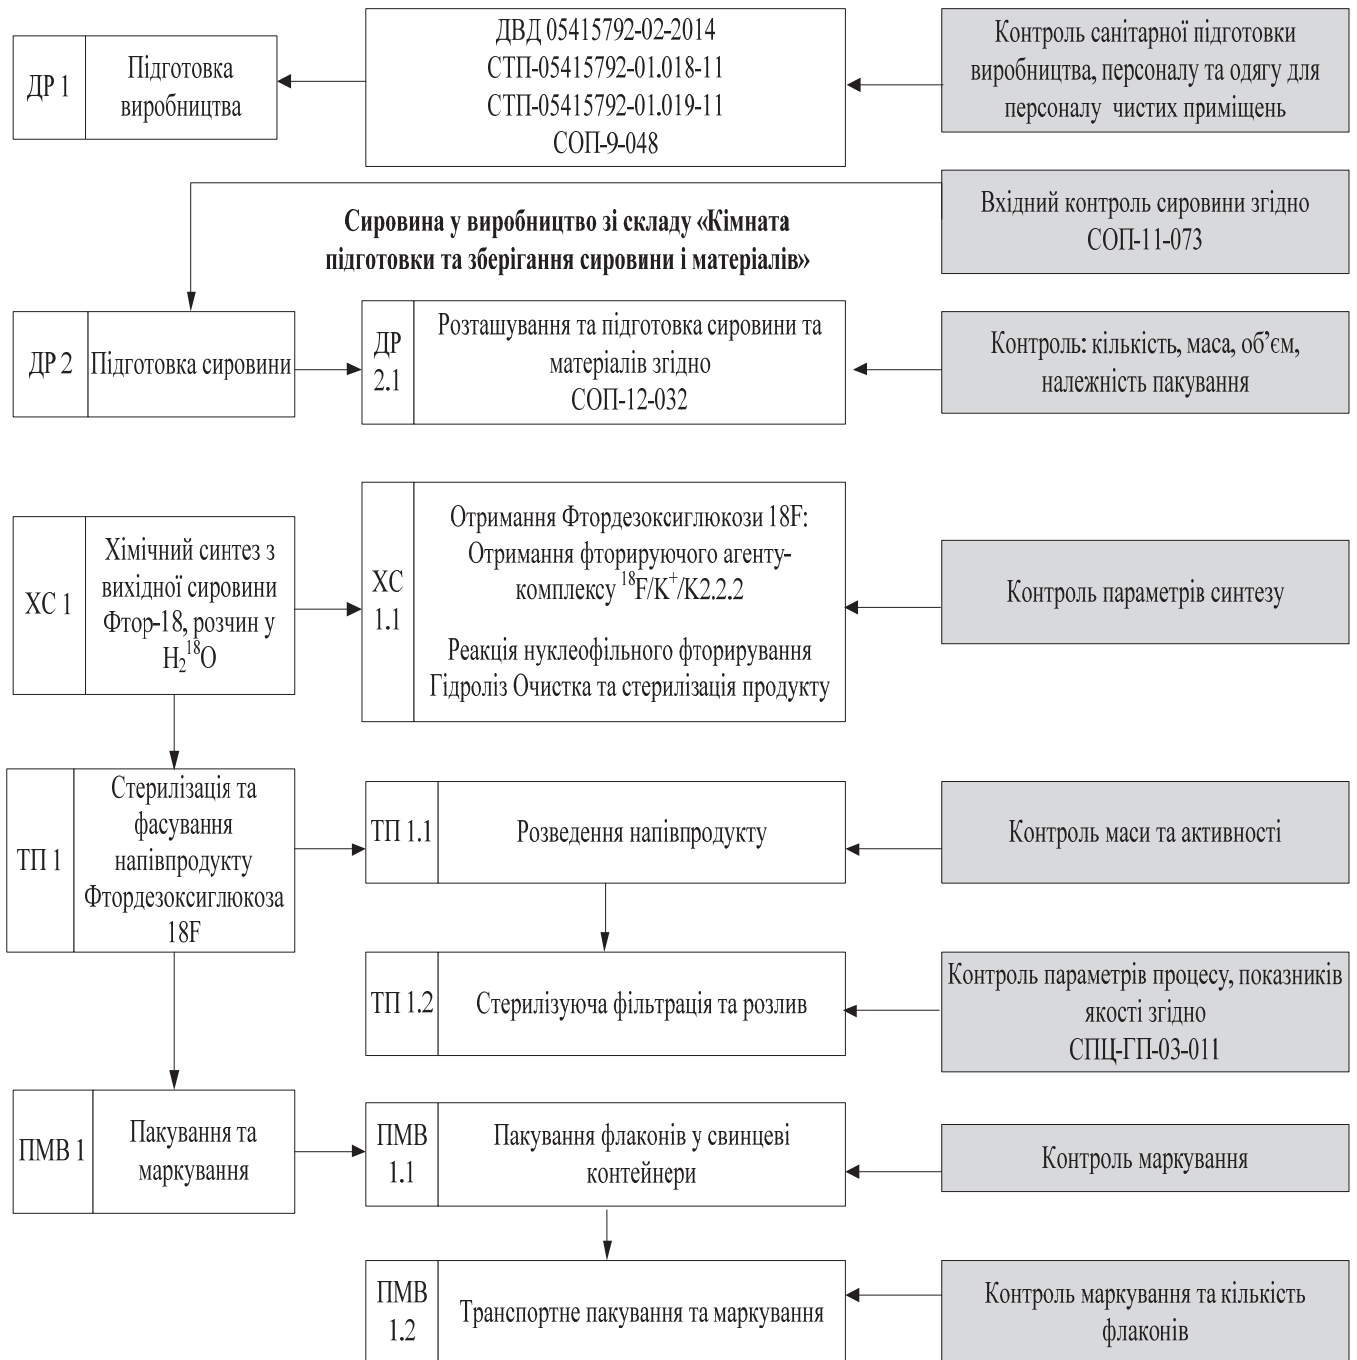 ДР 1
Підготовка
виробництва
ДВД 05415792-02-2014
СТП-05415792-01.018-11
СТП-05415792-01.019-11
СОП-9-048
Контроль санітарної підготовки
виробництва, персоналу та одягу для
персоналу чистих приміщень
Вхідний контроль сировини згідно
СОП-11-073
Сировина у виробництво зі складу «Кімната
підготовки та зберігання сировини і матеріалів»
ДР 2
Підготовка сировини
ДР
2.1
Розташування та підготовка сировини та
матеріалів згідно
СОП-12-032
Контроль: кількість, маса, об’єм,
належність пакування
ХС 1
Хімічний синтез з
вихідної сировини
Фтор-18, розчин у
H₂¹⁸O
ХС
1.1
Отримання Фтордезоксиглюкози 18F:
Отримання фторируючого агенту-
комплексу ¹⁸F/K⁺/K2.2.2
Реакція нуклеофільного фторирування
Гідроліз Очистка та стерилізація продукту
Контроль параметрів синтезу
ТП 1
Стерилізація та
фасування
напівпродукту
Фтордезоксиглюкоза
18F
ТП 1.1
Розведення напівпродукту
Контроль маси та активності
ТП 1.2
Стерилізуюча фільтрація та розлив
Контроль параметрів процесу, показників
якості згідно
СПЦ-ГП-03-011
ПМВ 1
Пакування та
маркування
ПМВ
1.1
Пакування флаконів у свинцеві
контейнери
Контроль маркування
ПМВ
1.2
Транспортне пакування та маркування
Контроль маркування та кількість
флаконів